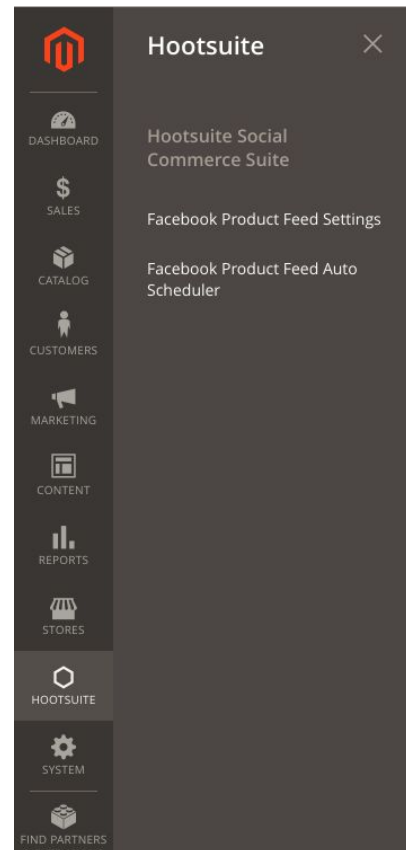 Hootsuite
DASHBOARD
SALES
CATALOG
CUSTOMERS
MARKETING
CONTENT
REPORTS
STORES
HOOTSUITE
SYSTEM
FIND PARTNERS
Hootsuite Social
Commerce Suite
Facebook Product Feed Settings
Facebook Product Feed Auto
Scheduler